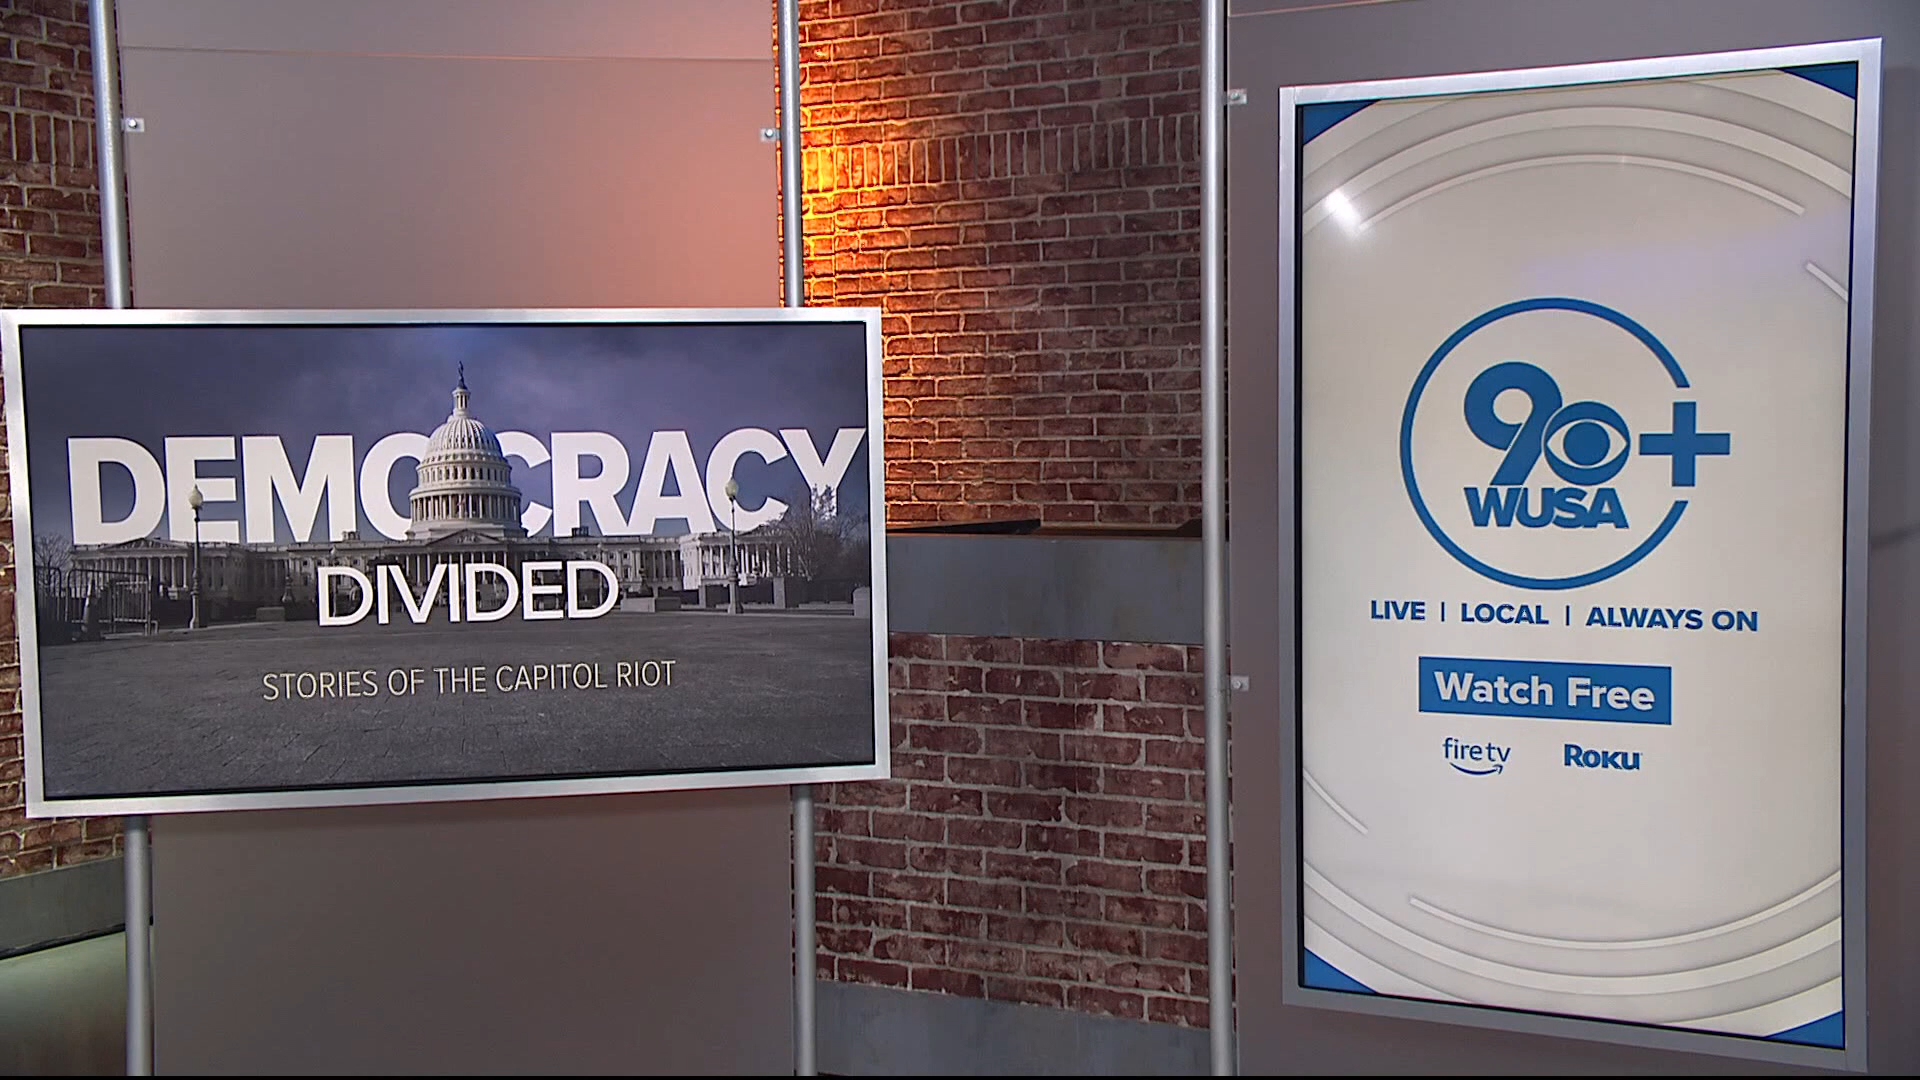 DEMOCRACY
DIVIDED
STORIES OF THE CAPITOL RIOT
9 +
WUSA
LIVE | LOCAL | ALWAYS ON
Watch Free
fire tv Roku